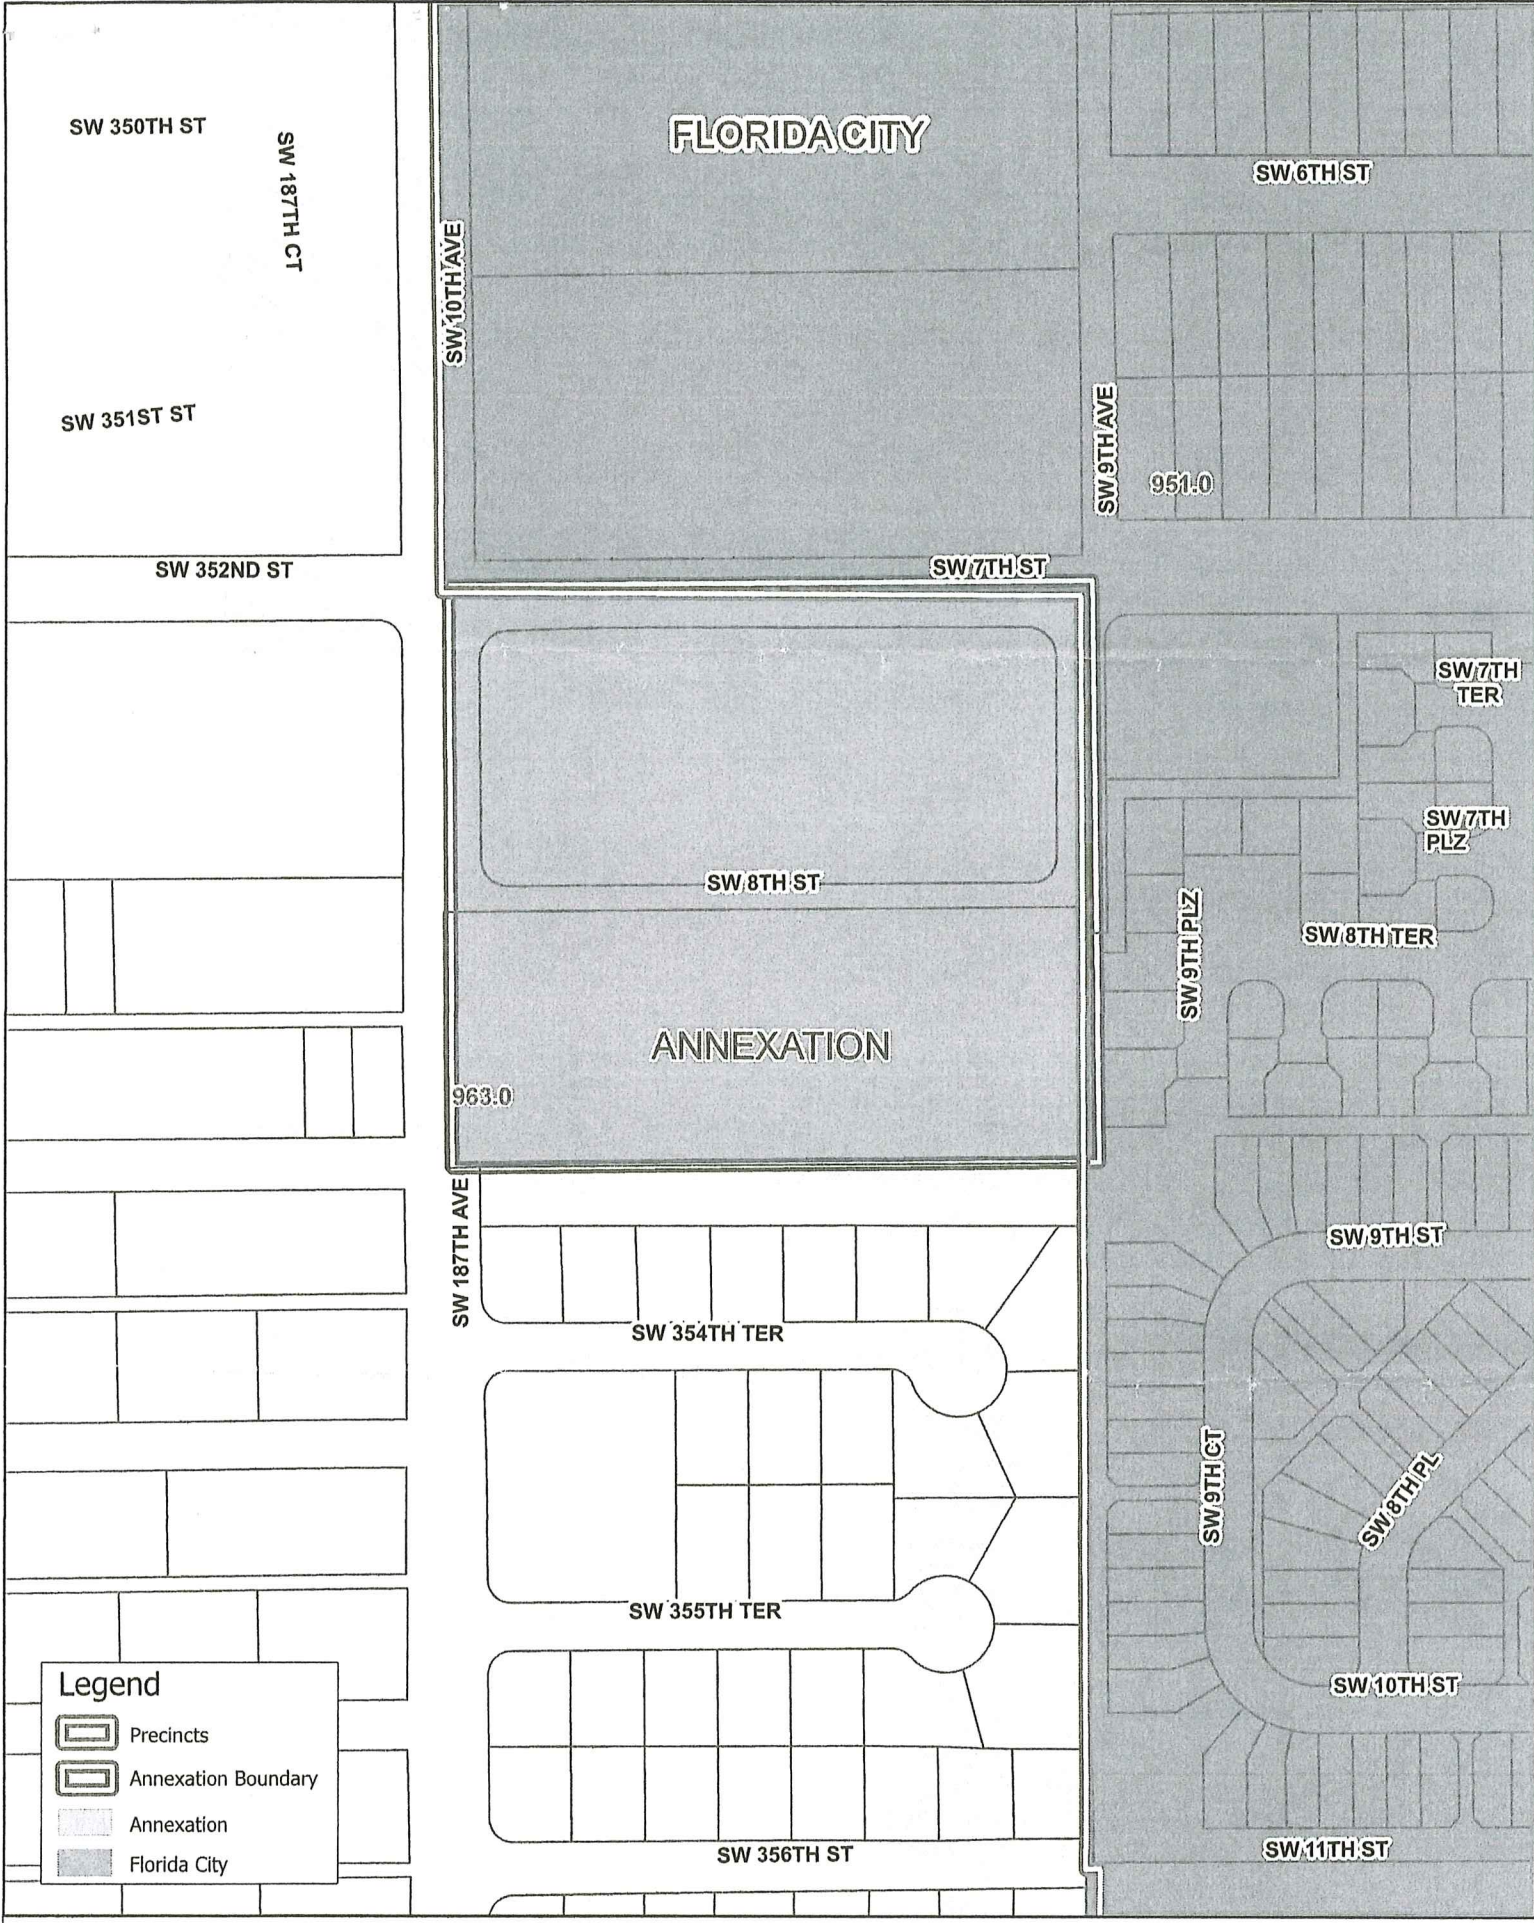 SW 350TH ST
SW 187TH CT
FLORIDA CITY
SW 6TH ST
SW 10TH AVE
SW 351ST ST
SW 9TH AVE
951.0
SW 352ND ST
SW 7TH ST
SW 7TH
TER
SW 7TH
PLZ
SW 8TH ST
SW 9TH PLZ
SW 8TH TER
ANNEXATION
963.0
SW 187TH AVE
SW 9TH ST
SW 354TH TER
SW 9TH CT
SW 8TH PL
SW 355TH TER
SW 10TH ST
SW 356TH ST
SW 11TH ST
Legend
Precincts
Annexation Boundary
Annexation
Florida City